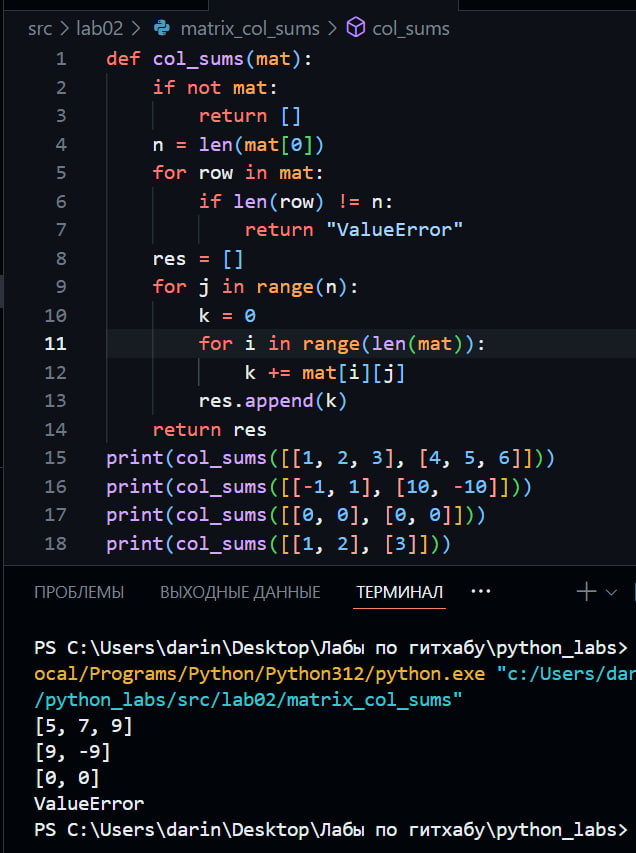 src > lab02 > matrix_col_sums > col_sums
1 def col_sums(mat):
2     if not mat:
3         return []
4     n = len(mat[0])
5     for row in mat:
6         if len(row) != n:
7             return "ValueError"
8     res = []
9     for j in range(n):
10         k = 0
11         for i in range(len(mat)):
12             k += mat[i][j]
13         res.append(k)
14     return res
15 print(col_sums([[1, 2, 3], [4, 5, 6]]))
16 print(col_sums([[-1, 1], [10, -10]]))
17 print(col_sums([[0, 0], [0, 0]]))
18 print(col_sums([[1, 2], [3]]))
ПРОБЛЕМЫ ВЫХОДНЫЕ ДАННЫЕ ТЕРМИНАЛ ···
PS C:\Users\darin\Desktop\Лабы по гитхабу\python_labs>
ocal/Programs/Python/Python312/python.exe "c:/Users/dar
/python_labs/src/lab02/matrix_col_sums"
[5, 7, 9]
[9, -9]
[0, 0]
ValueError
PS C:\Users\darin\Desktop\Лабы по гитхабу\python_labs>